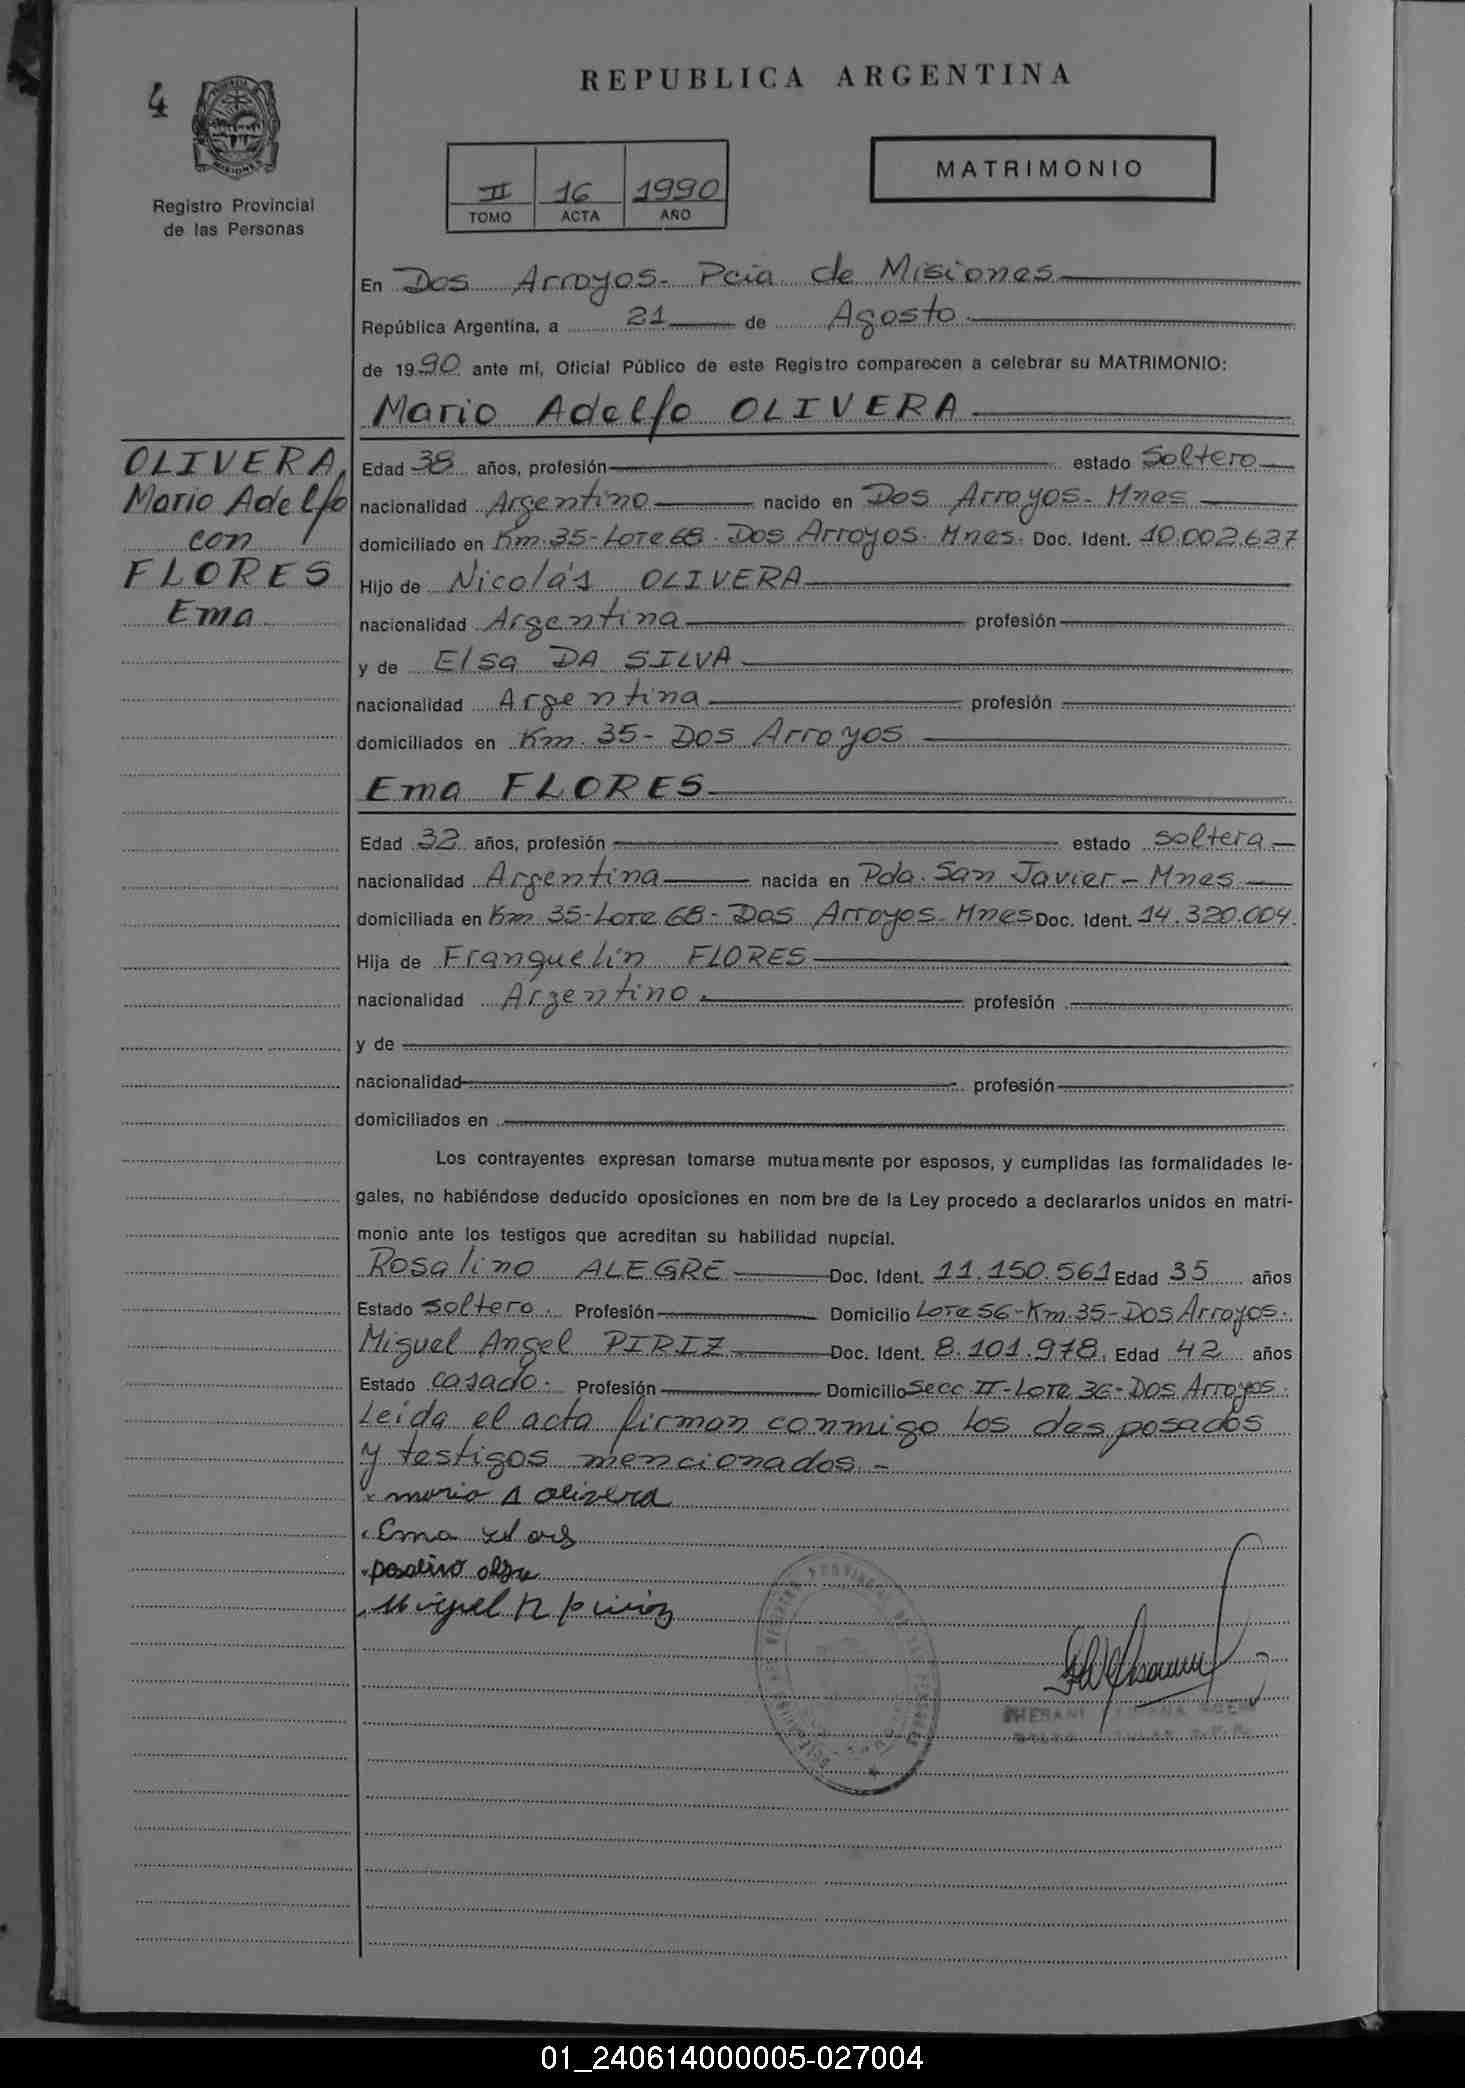 4
REPUBLICA ARGENTINA
MATRIMONIO
II 16 1990
TOMO ACTA AÑO
Registro Provincial
de las Personas
En Dos Arroyos - Pcia de Misiones
República Argentina, a 21 de Agosto
de 1990 ante mí, Oficial Público de este Registro comparecen a celebrar su MATRIMONIO:
Mario Adelfo OLIVERA
OLIVERA,
Mario Adelfo
con
FLORES
Ema
Edad 38 años, profesión estado Soltero
nacionalidad Argentino nacido en Dos Arroyos - Mnes
domiciliado en Km. 35 - Lote 68 - Dos Arroyos. Mnes. Doc. Ident. 10.002.637
Hijo de Nicolás OLIVERA
nacionalidad Argentina profesión
y de Elsa DA SILVA
nacionalidad Argentina profesión
domiciliados en Km. 35 - Dos Arroyos
Ema FLORES
Edad 32 años, profesión estado soltera
nacionalidad Argentina nacida en Pda. San Javier - Mnes
domiciliada en Km 35 - Lote 68 - Dos Arroyos - Mnes Doc. Ident. 14.320.004.
Hija de Franquelín FLORES
nacionalidad Argentino profesión
y de
nacionalidad profesión
domiciliados en
Los contrayentes expresan tomarse mutuamente por esposos, y cumplidas las formalidades le-
gales, no habiéndose deducido oposiciones en nom bre de la Ley procedo a declararlos unidos en matri-
monio ante los testigos que acreditan su habilidad nupcial.
Rosalino ALEGRE Doc. Ident. 11.150.561 Edad 35 años
Estado soltero. Profesión Domicilio Lote 56 - Km. 35 - Dos Arroyos.
Miguel Angel PIRIZ Doc. Ident. 8.101.978. Edad 42 años
Estado casado. Profesión Domicilio Secc II - Lote 36 - Dos Arroyos.
Leída el acta firman conmigo los desposados
y testigos mencionados. -
x mario A olivera
Ema
Miguel
01_240614000005-027004